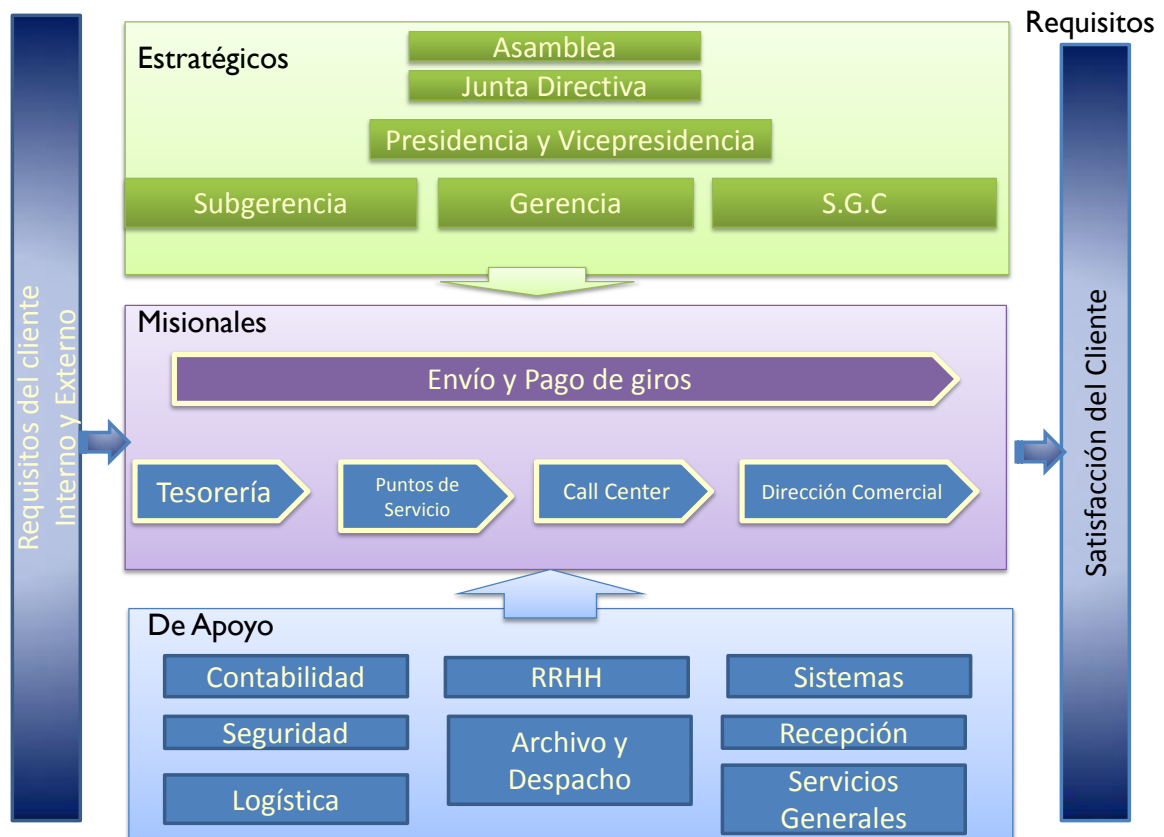 Requisitos
Estratégicos
Asamblea
Junta Directiva
Presidencia y Vicepresidencia
Subgerencia
Gerencia
S.G.C
Requisitos del cliente
Interno y Externo
Misionales
Envío y Pago de giros
Tesorería
Puntos de
Servicio
Call Center
Dirección Comercial
Satisfacción del Cliente
De Apoyo
Contabilidad
RRHH
Sistemas
Seguridad
Archivo y
Despacho
Recepción
Logística
Servicios
Generales